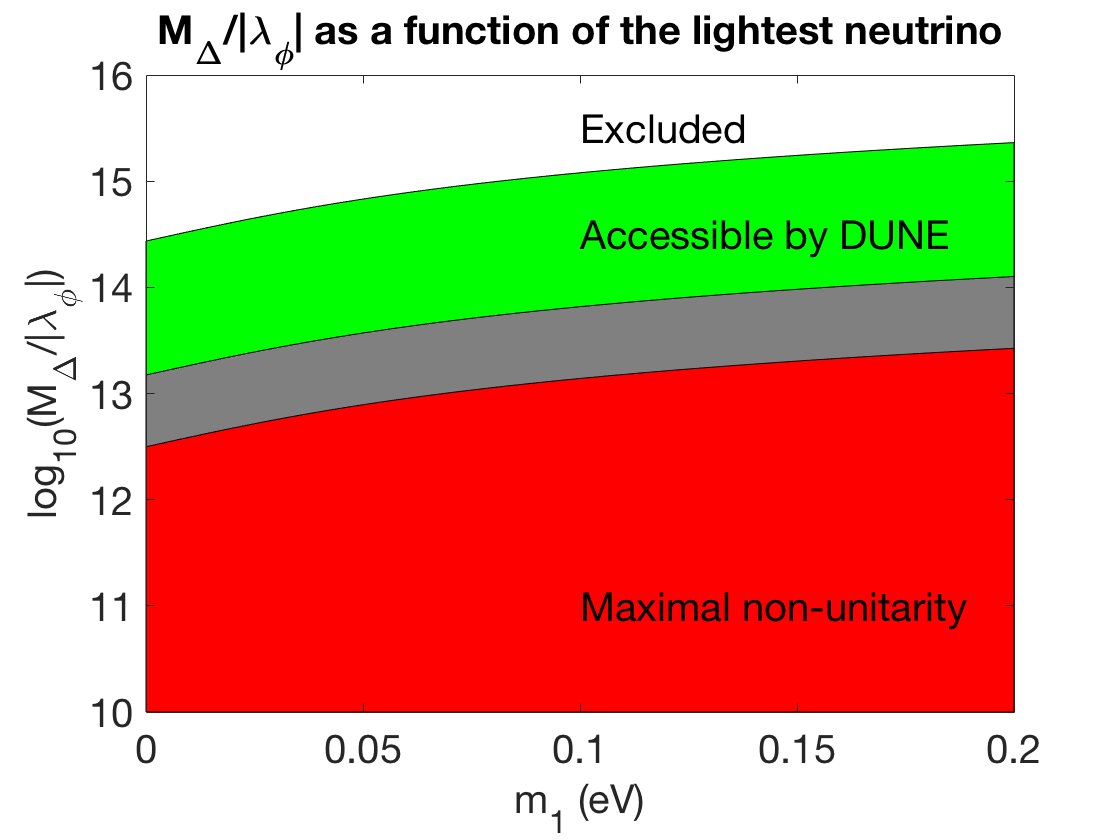 M_Δ/|λ_ϕ| as a function of the lightest neutrino
log₁₀(M_Δ/|λ_ϕ|)
16
15
14
13
12
11
10
Excluded
Accessible by DUNE
Maximal non-unitarity
0 0.05 0.1 0.15 0.2
m₁ (eV)